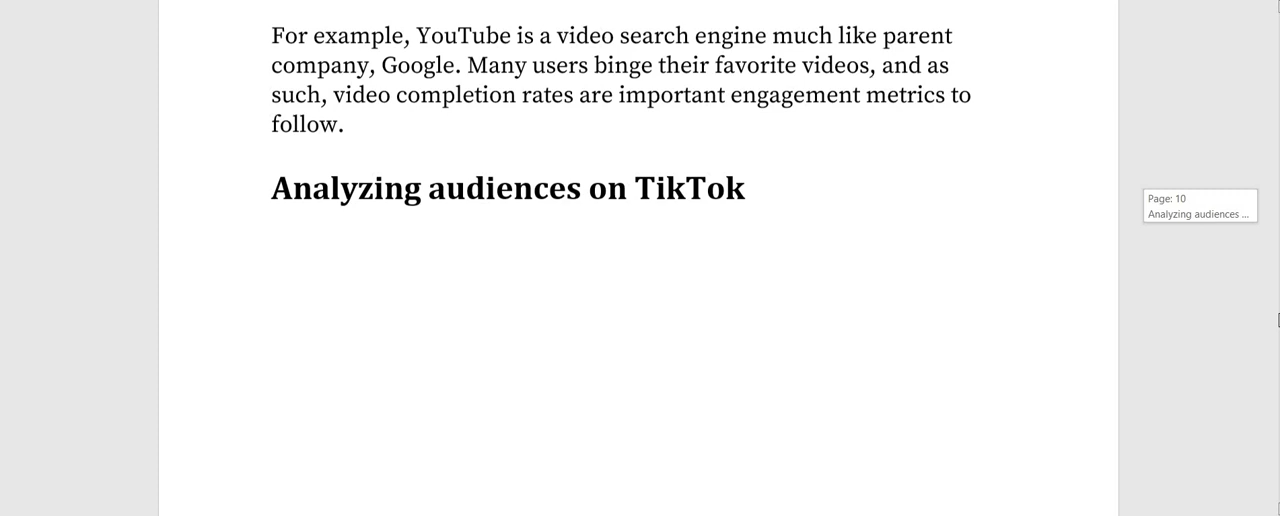 For example, YouTube is a video search engine much like parent
company, Google. Many users binge their favorite videos, and as
such, video completion rates are important engagement metrics to
follow.
Analyzing audiences on TikTok
Page: 10
Analyzing audiences ...